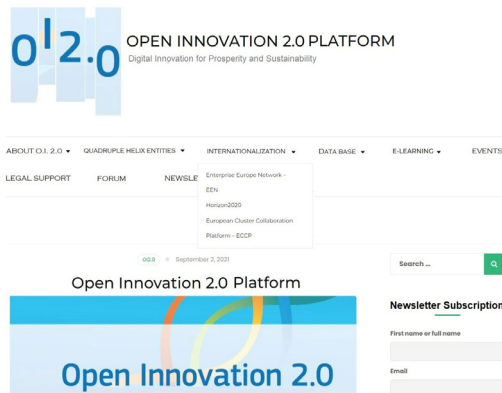 OI2.0
OPEN INNOVATION 2.0 PLATFORM
Digital Innovation for Prosperity and Sustainability
ABOUT O.I. 2.0 QUADRUPLE HELIX ENTITIES INTERNATIONALIZATION DATA BASE E-LEARNING EVENTS
LEGAL SUPPORT FORUM NEWSLE
Enterprise Europe Network -
EEN
Horizon2020
European Cluster Collaboration
Platform - ECCP
OI2.0 September 2, 2021
Open Innovation 2.0 Platform
Open Innovation 2.0
Search ...
Newsletter Subscription
First name or full name
Email